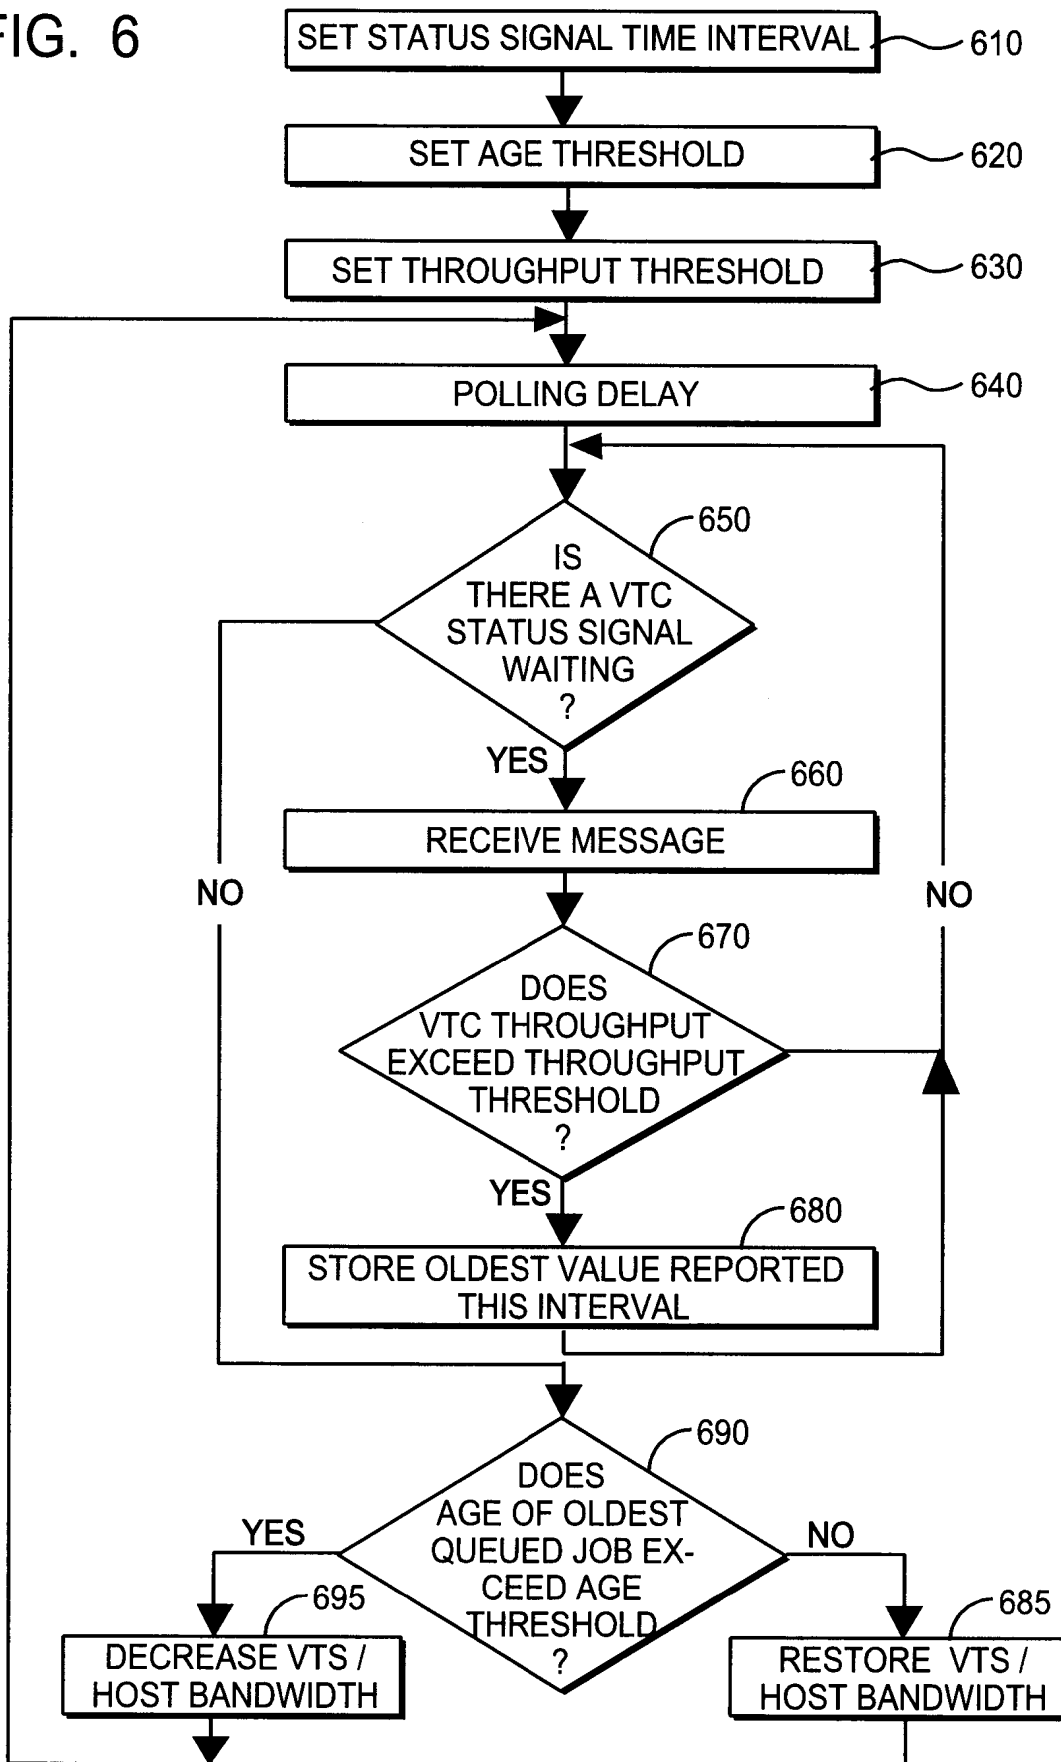 FIG. 6
SET STATUS SIGNAL TIME INTERVAL
610
SET AGE THRESHOLD
620
SET THROUGHPUT THRESHOLD
630
POLLING DELAY
640
650
IS
THERE A VTC
STATUS SIGNAL
WAITING
?
YES
660
RECEIVE MESSAGE
NO
NO
670
DOES
VTC THROUGHPUT
EXCEED THROUGHPUT
THRESHOLD
?
YES
680
STORE OLDEST VALUE REPORTED
THIS INTERVAL
690
DOES
AGE OF OLDEST
QUEUED JOB EX-
CEED AGE
THRESHOLD
?
YES
NO
695
DECREASE VTS /
HOST BANDWIDTH
685
RESTORE VTS /
HOST BANDWIDTH